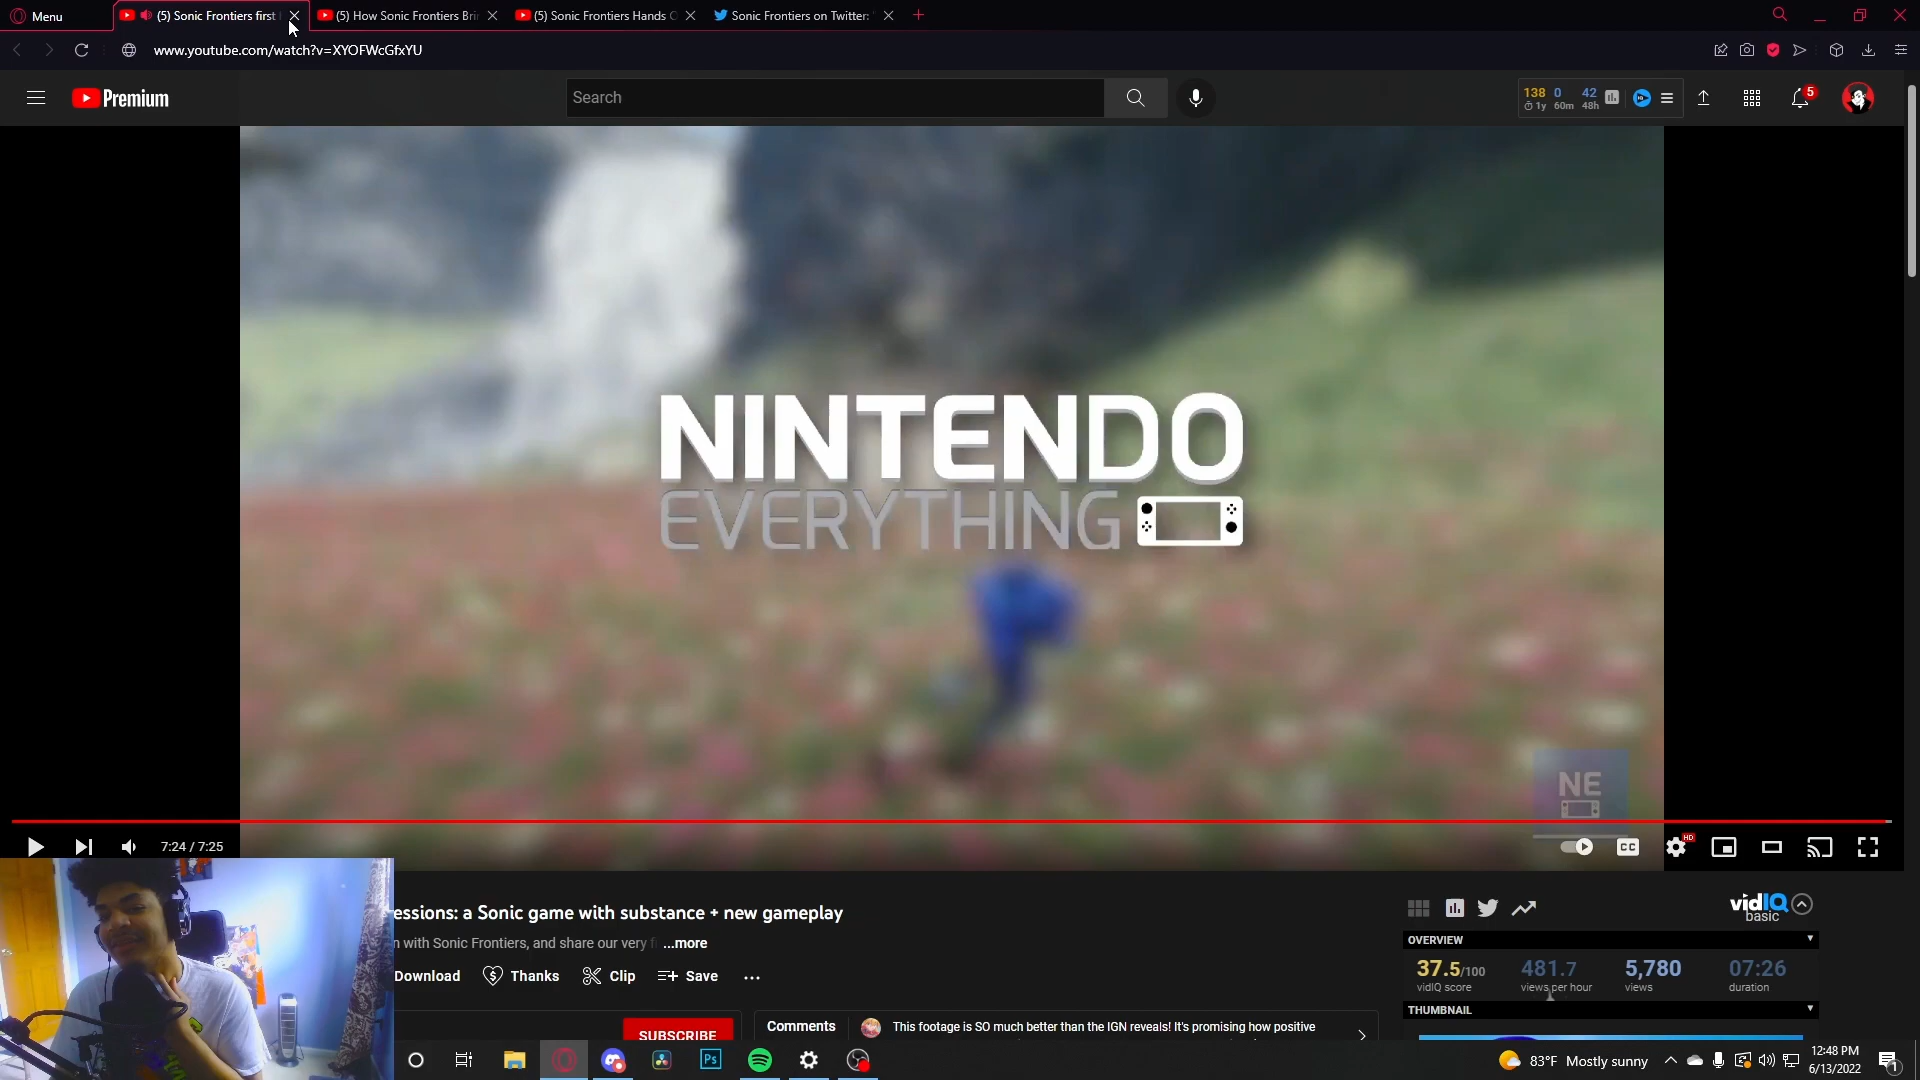 Menu
(5) Sonic Frontiers first
(5) How Sonic Frontiers Bri
(5) Sonic Frontiers Hands O
Sonic Frontiers on Twitter: "
www.youtube.com/watch?v=XYOFWcGfxYU
Premium
Search
138 0 42
1y 60m 48h
5
NINTENDO
EVERYTHING
NE
7:24 / 7:25
CC
HD
essions: a Sonic game with substance + new gameplay
n with Sonic Frontiers, and share our very f ...more
Download Thanks Clip Save ...
SUBSCRIBE
Comments
This footage is SO much better than the IGN reveals! It's promising how positive
vidIQ
basic
OVERVIEW
37.5/100 481.7 5,780 07:26
vidIQ score views per hour views duration
THUMBNAIL
Ps
83°F Mostly sunny
12:48 PM
6/13/2022
1